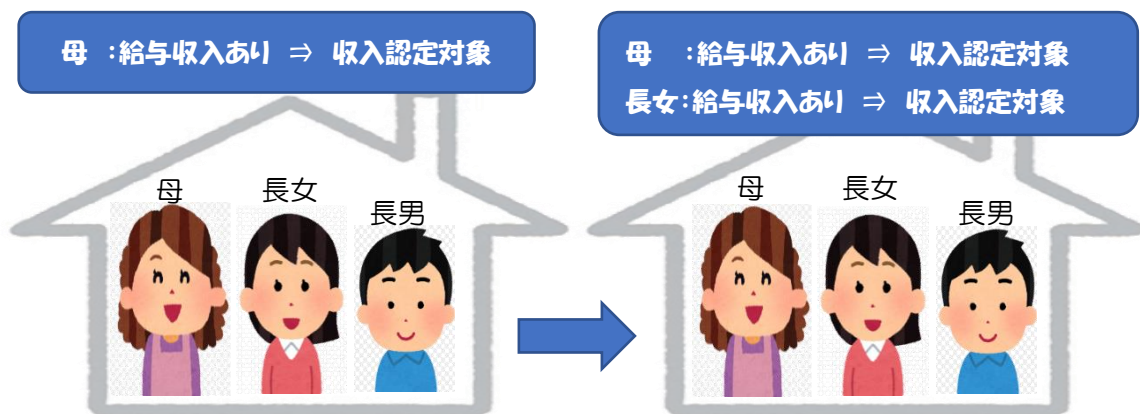 母　：給与収入あり　⇒　収入認定対象
母　長女　長男
母　：給与収入あり　⇒　収入認定対象
長女：給与収入あり　⇒　収入認定対象
母　長女　長男